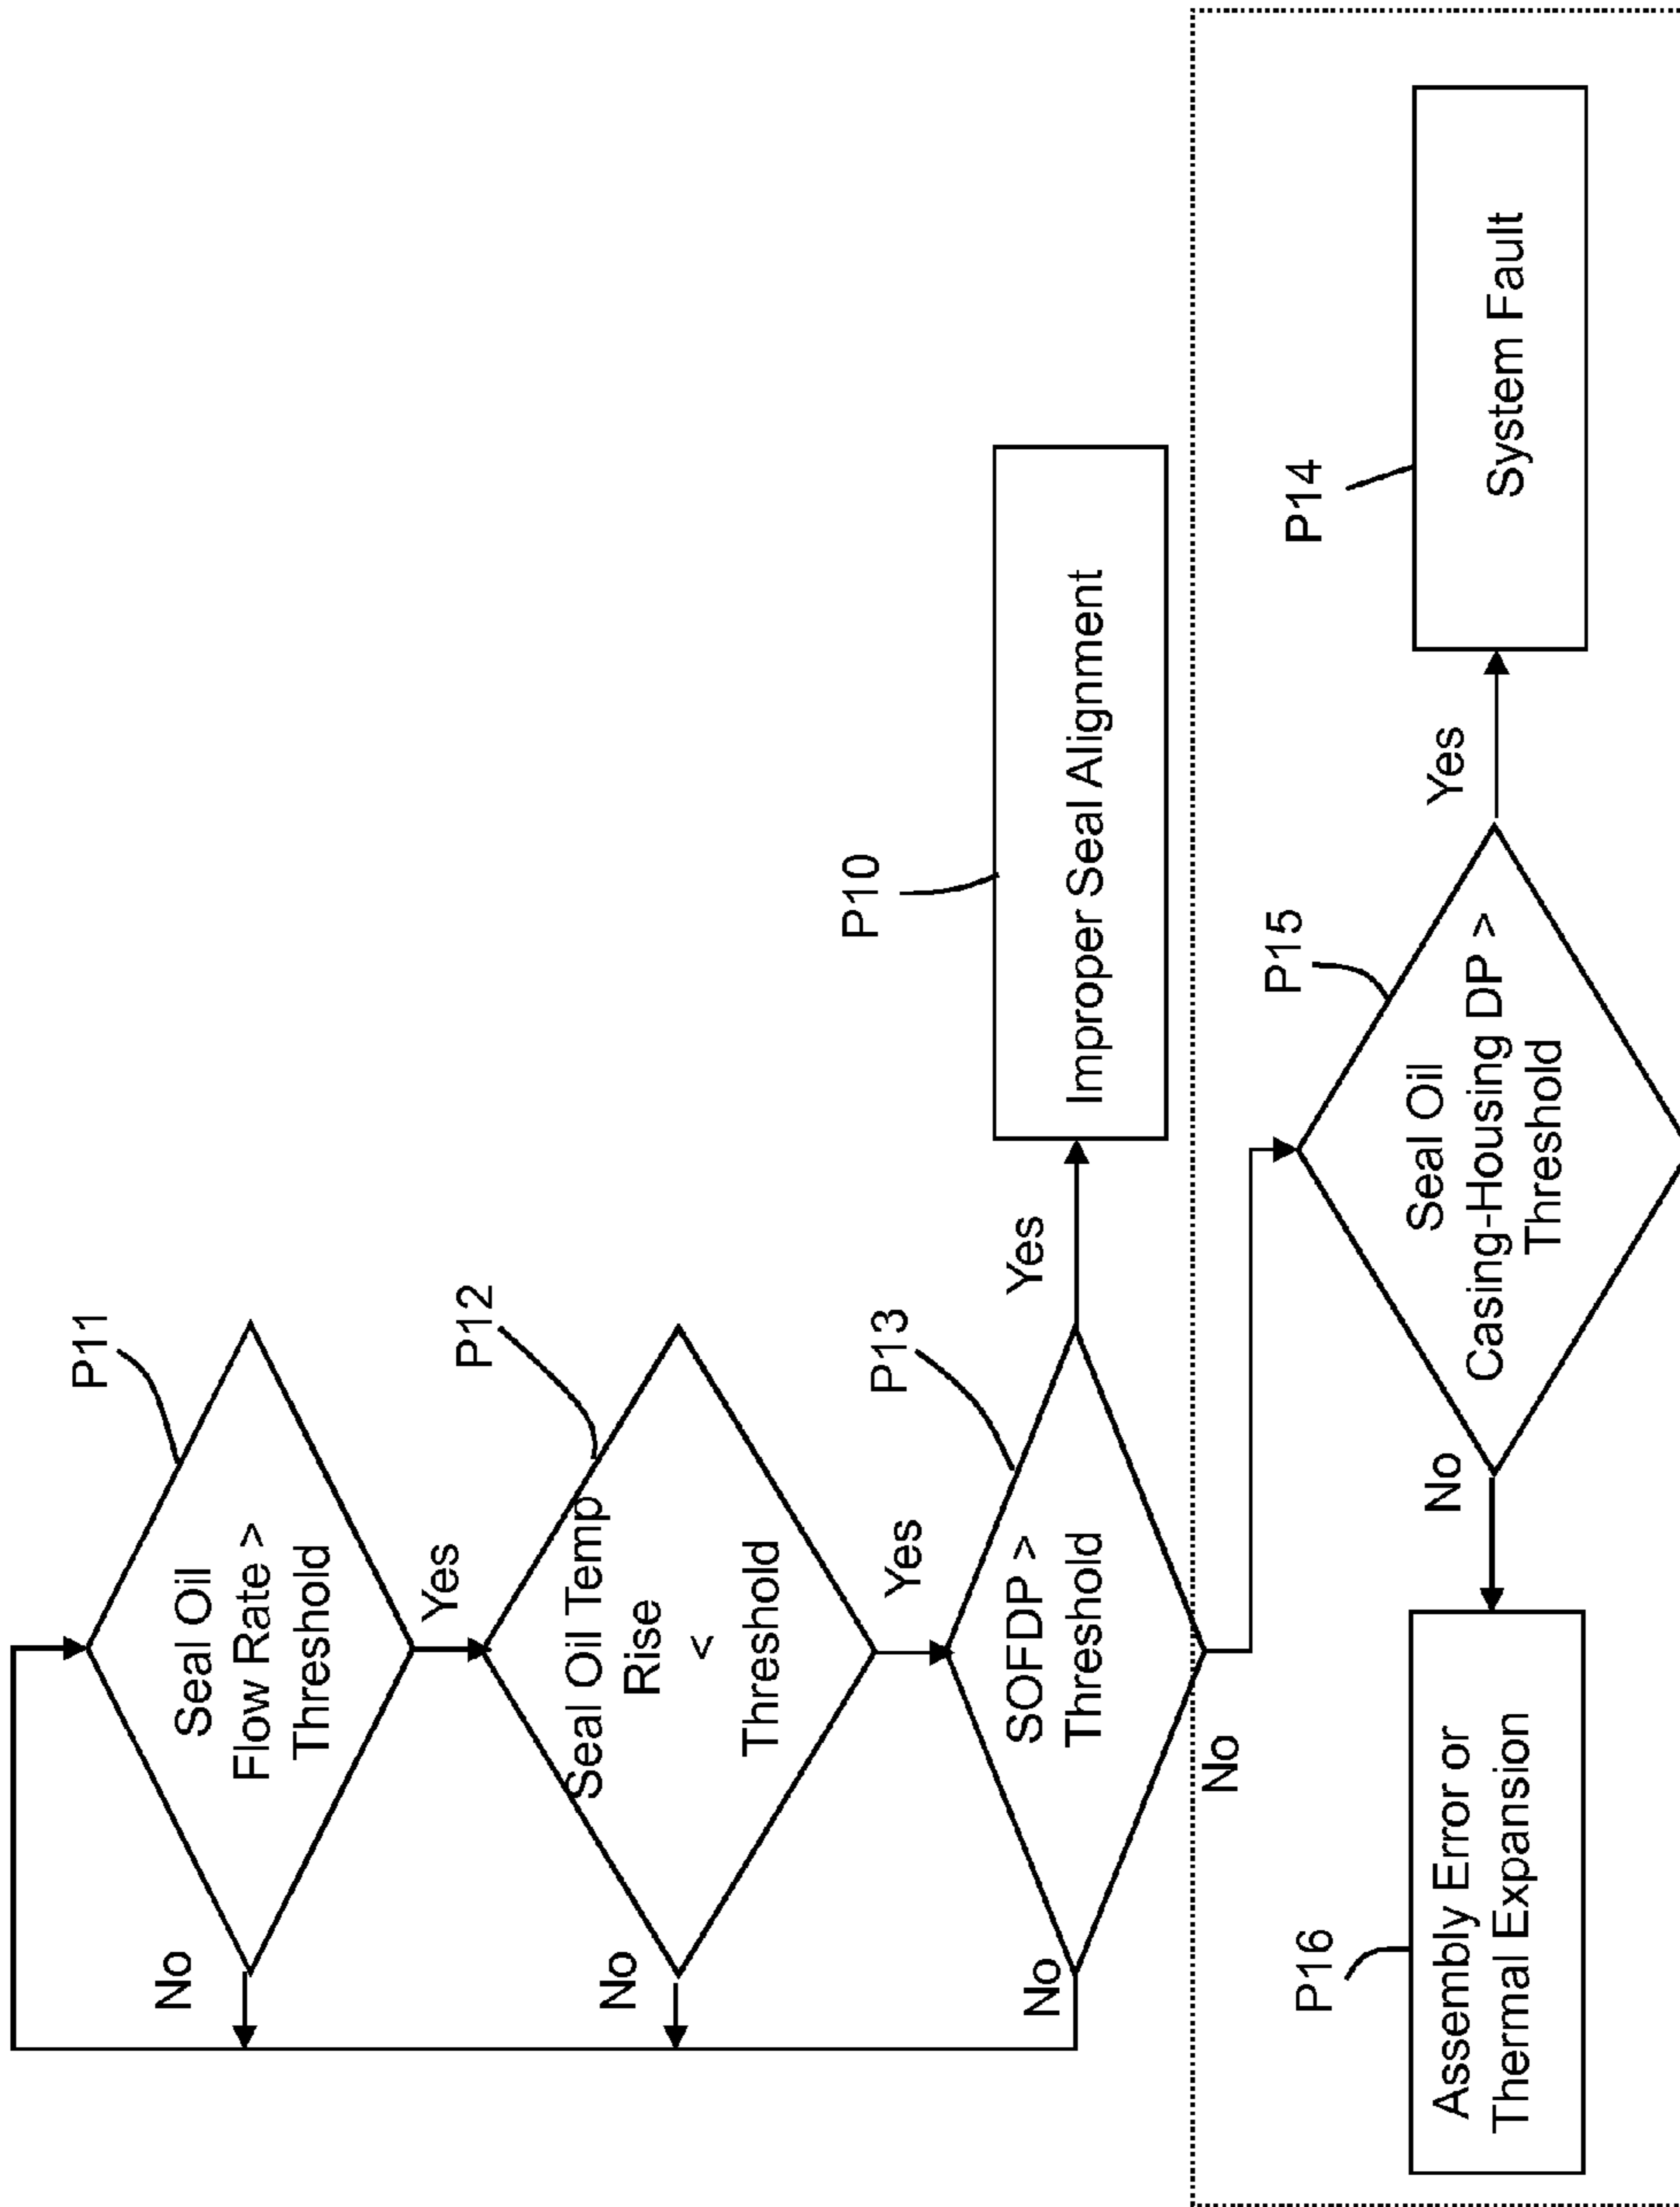 P11
Seal Oil
Flow Rate >
Threshold
No
Yes
P12
Seal Oil Temp
Rise
<
Threshold
No
Yes
P13
SOFDP >
Threshold
No
Yes
P10
Improper Seal Alignment
No
P16
Assembly Error or
Thermal Expansion
No
P15
Seal Oil
Casing-Housing DP >
Threshold
Yes
P14
System Fault